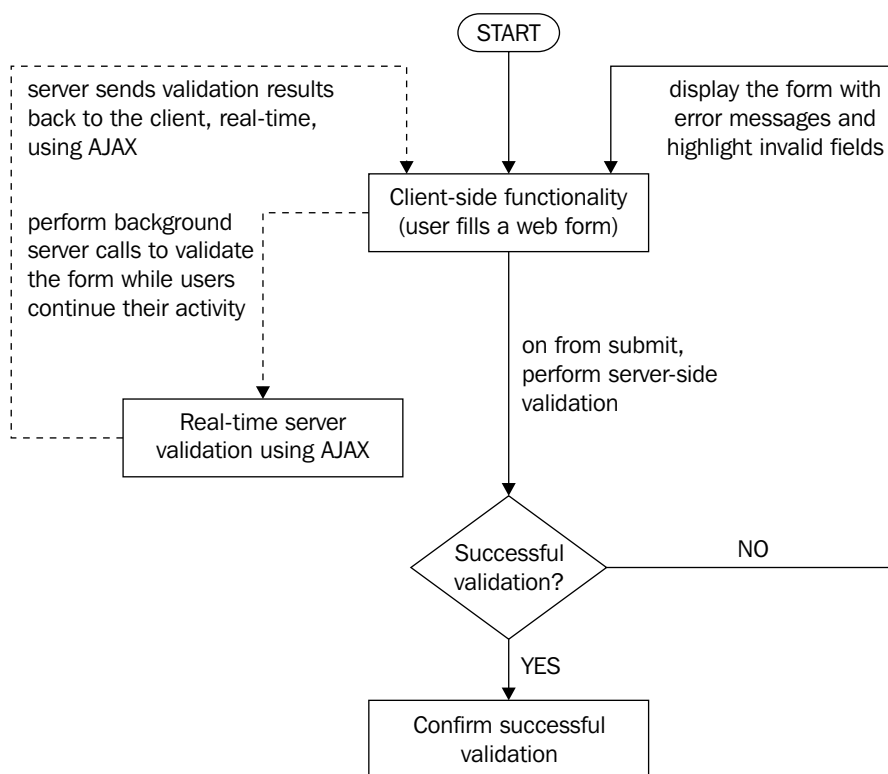 START
server sends validation results
back to the client, real-time,
using AJAX
display the form with
error messages and
highlight invalid fields
Client-side functionality
(user fills a web form)
perform background
server calls to validate
the form while users
continue their activity
on from submit,
perform server-side
validation
Real-time server
validation using AJAX
Successful
validation?
NO
YES
Confirm successful
validation